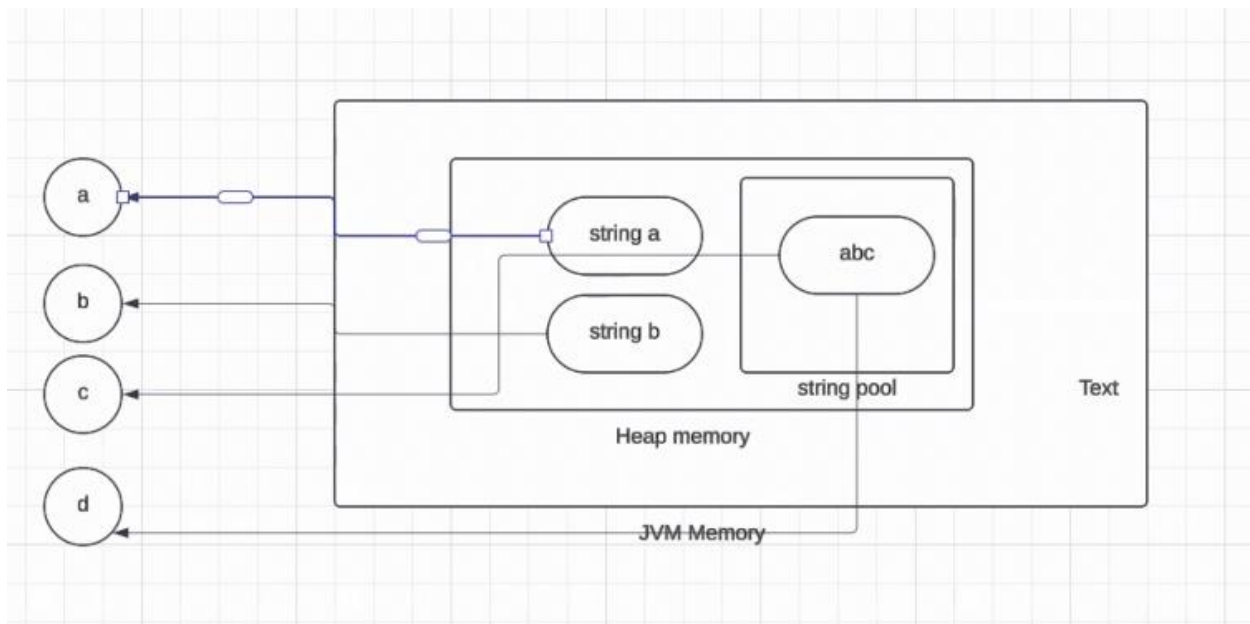 a
string a
abc
b
string b
c
string pool
Text
Heap memory
d
JVM Memory